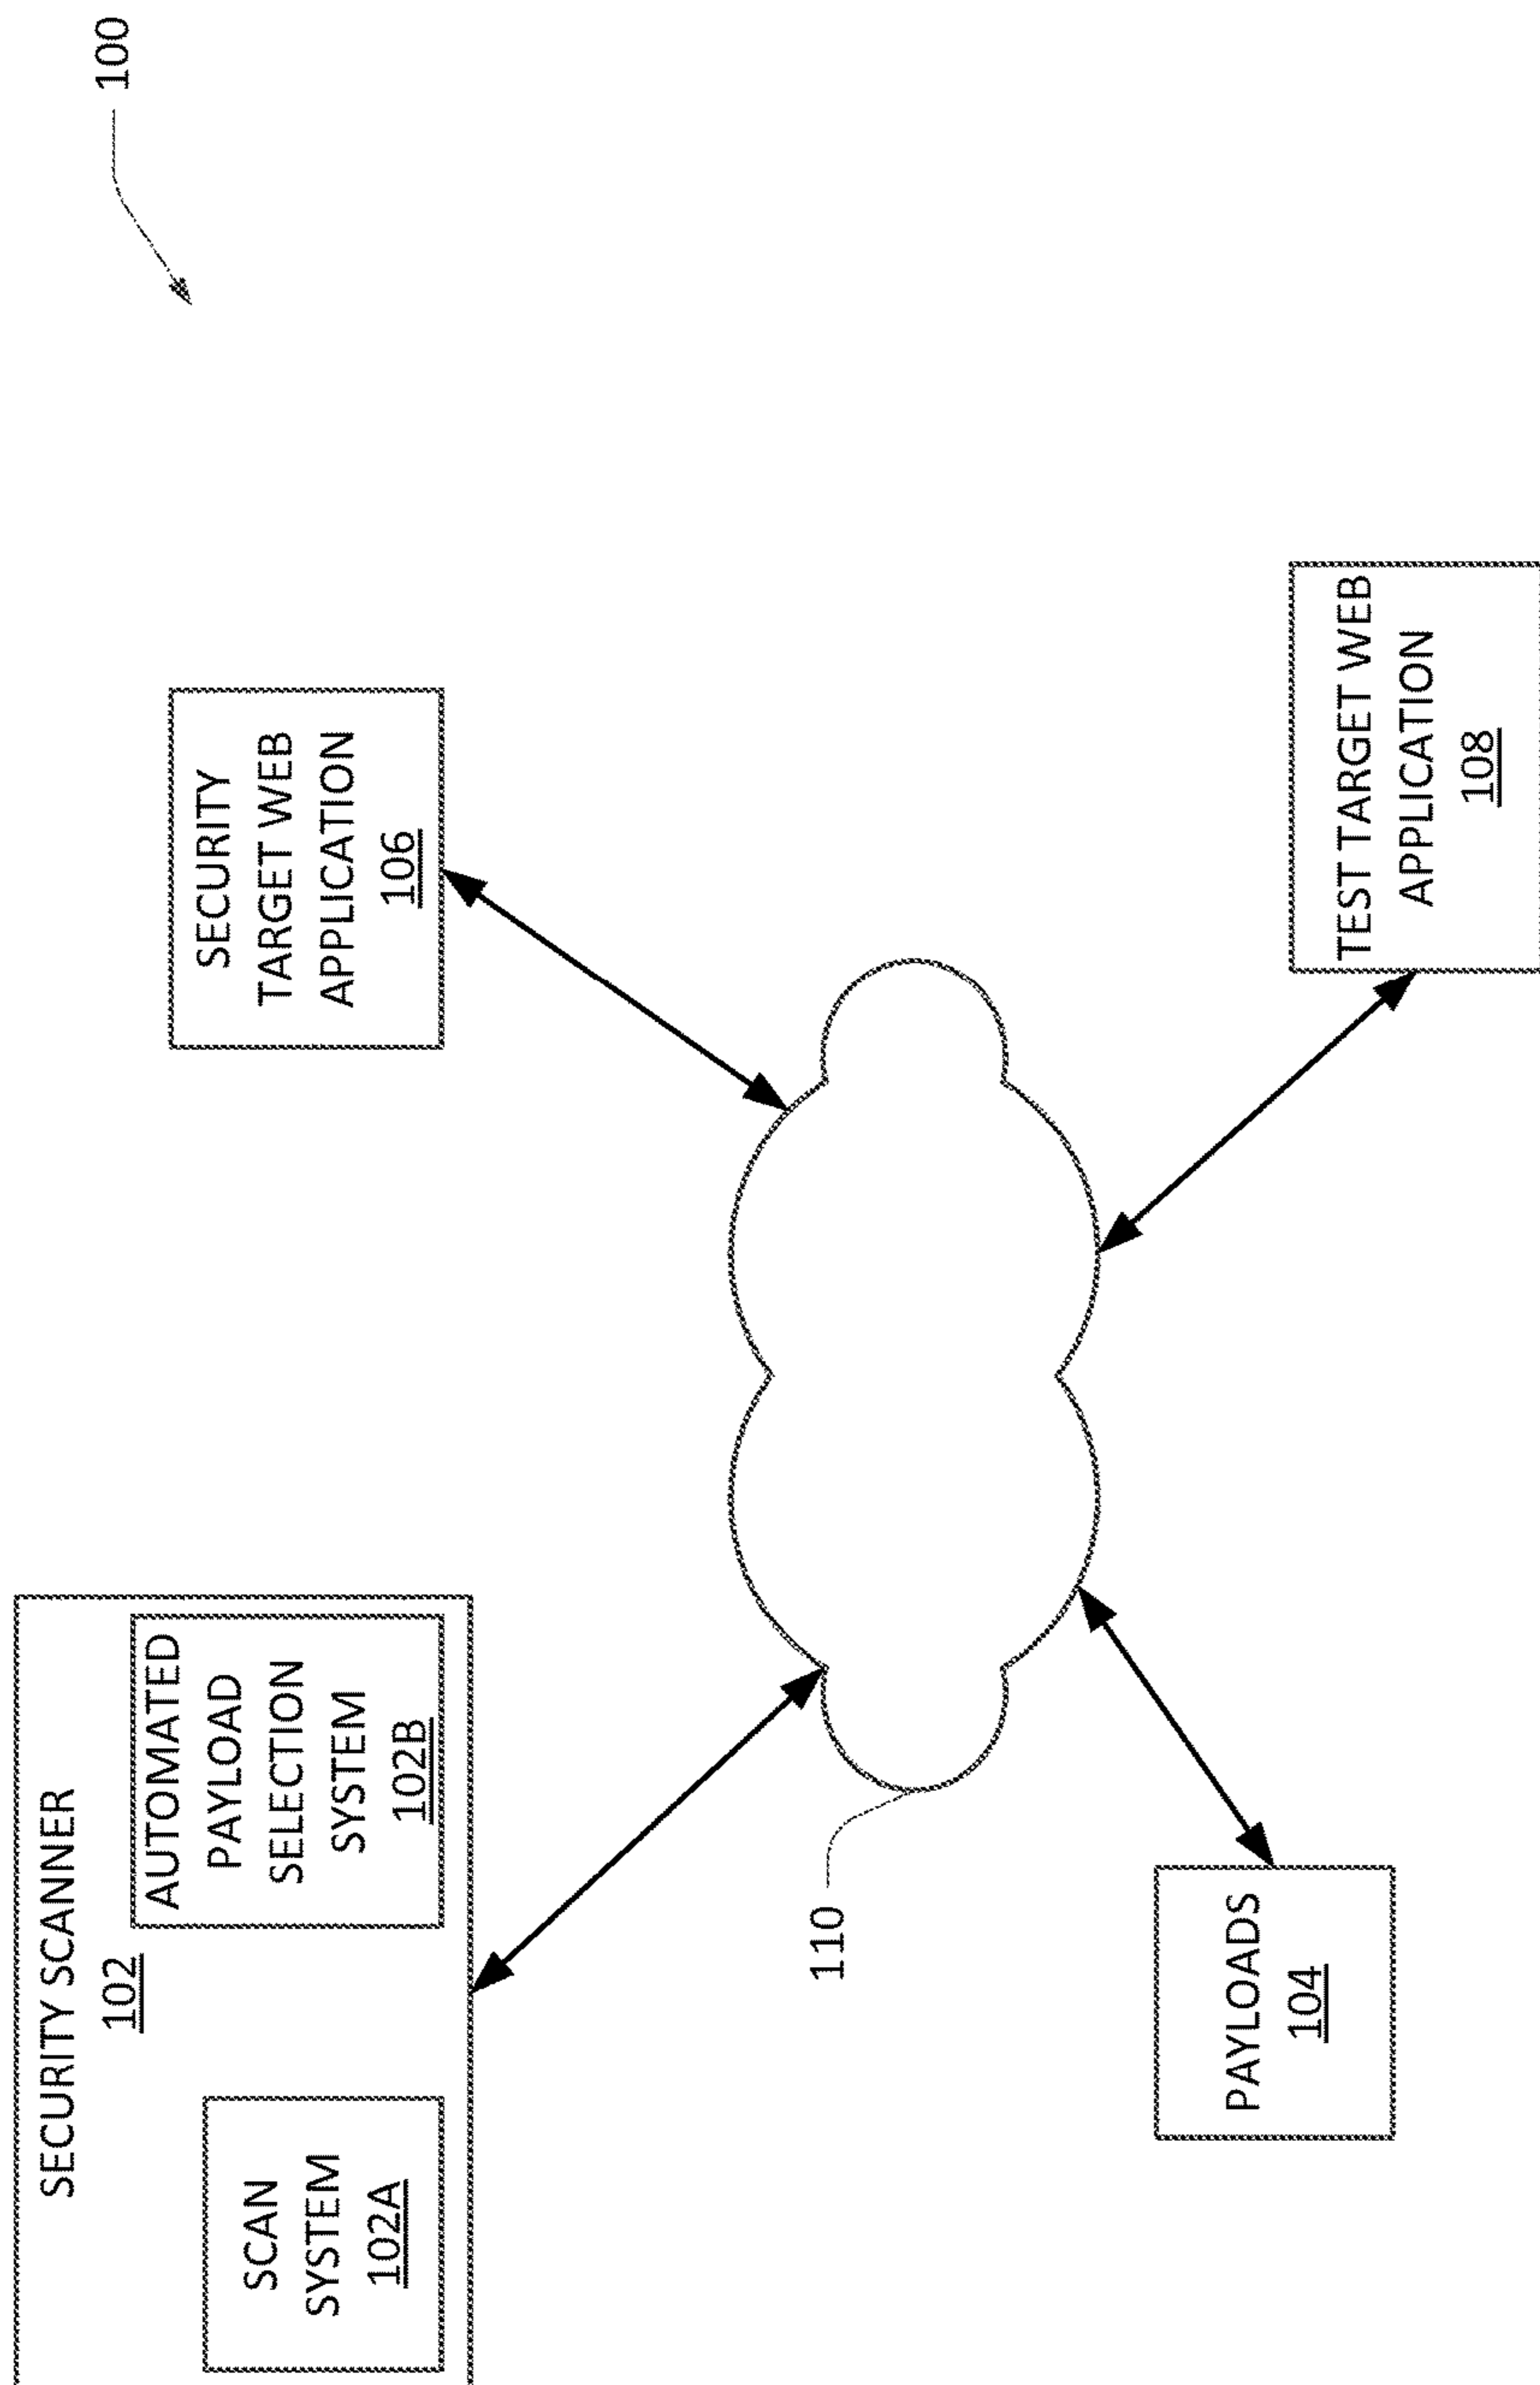 100
SECURITY SCANNER
102
SCAN
SYSTEM
102A
AUTOMATED
PAYLOAD
SELECTION
SYSTEM
102B
SECURITY
TARGET WEB
APPLICATION
106
110
PAYLOADS
104
TEST TARGET WEB
APPLICATION
108